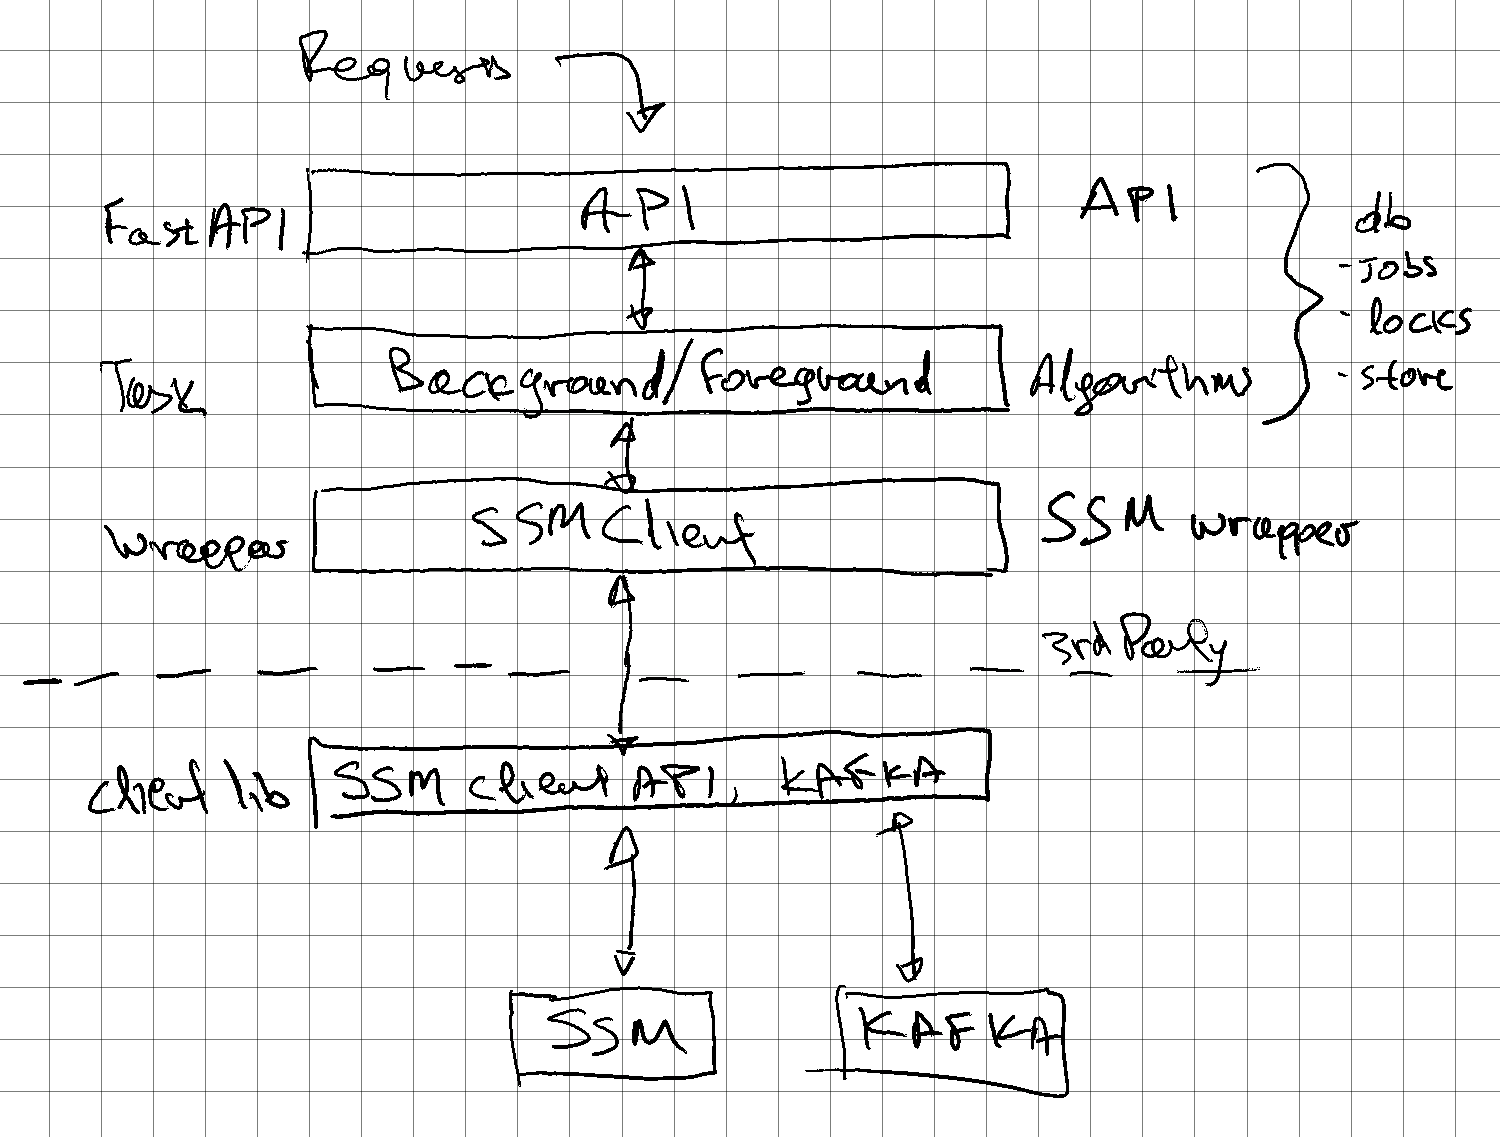 Requests
FastAPI
API
API
db
- Jobs
- locks
- store
Task
Background/Foreground
Algorithms
wrapper
SSM Client
SSM wrapper
3rd Party
client lib
SSM client API, KAFKA
SSM
KAFKA